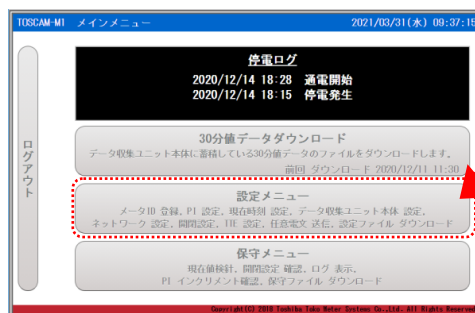 TOSCAM-M1 メインメニュー 2021/03/31(水) 09:37:15
停電ログ
2020/12/14 18:28 通電開始
2020/12/14 18:15 停電発生
ログアウト
30分値データダウンロード
データ収集ユニット本体に蓄積している30分値データのファイルをダウンロードします。
前回 ダウンロード 2020/12/11 11:30
設定メニュー
メータID 登録, PI 設定, 現在時刻 設定, データ収集ユニット本体 設定,
ネットワーク 設定, 開閉設定, TTE 設定, 任意電文 送信, 設定ファイル ダウンロード
保守メニュー
現在値検針, 開閉設定 確認, ログ 表示,
PI インクリメント確認, 保守ファイル ダウンロード
Copyright(C) 2018 Toshiba Toko Meter Systems Co.,Ltd. All Rights Reserved